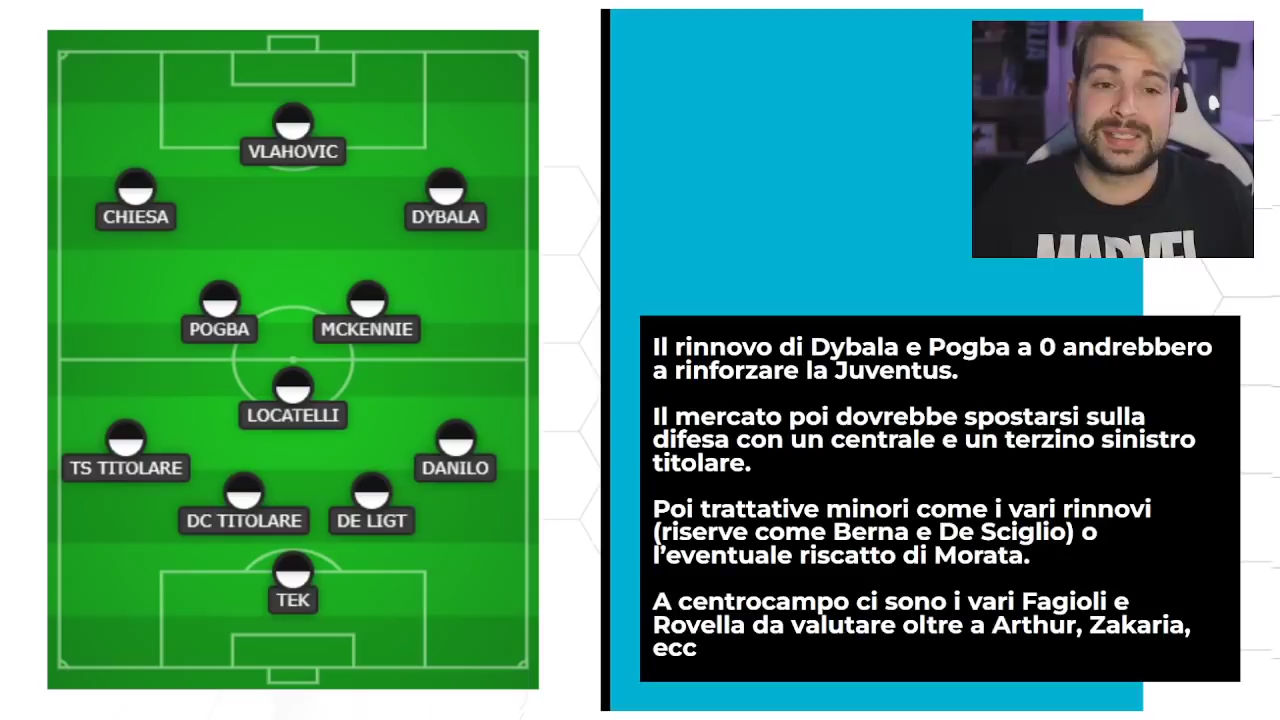 VLAHOVIC
CHIESA
DYBALA
POGBA
MCKENNIE
LOCATELLI
TS TITOLARE
DANILO
DC TITOLARE
DE LIGT
TEK
MARVEL
Il rinnovo di Dybala e Pogba a 0 andrebbero
a rinforzare la Juventus.
Il mercato poi dovrebbe spostarsi sulla
difesa con un centrale e un terzino sinistro
titolare.
Poi trattative minori come i vari rinnovi
(riserve come Berna e De Sciglio) o
l’eventuale riscatto di Morata.
A centrocampo ci sono i vari Fagioli e
Rovella da valutare oltre a Arthur, Zakaria,
ecc